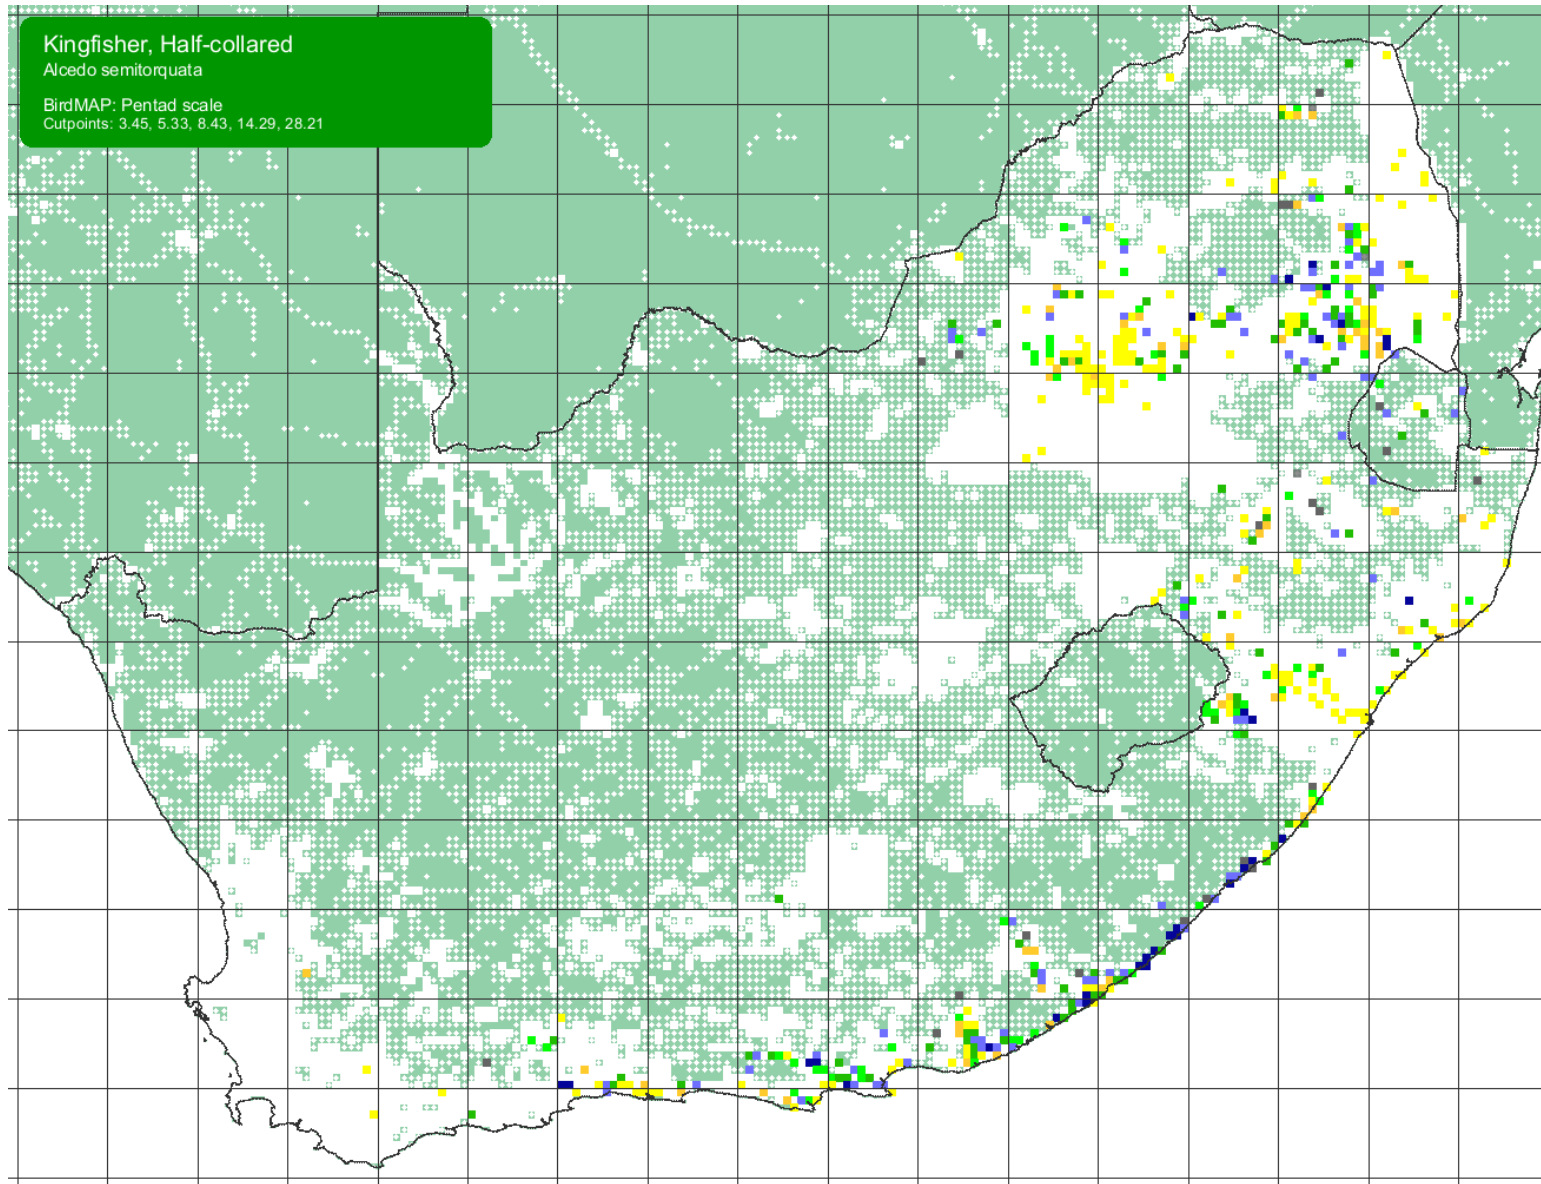 Kingfisher, Half-collared
Alcedo semitorquata
BirdMAP: Pentad scale
Cutpoints: 3.45, 5.33, 8.43, 14.29, 28.21